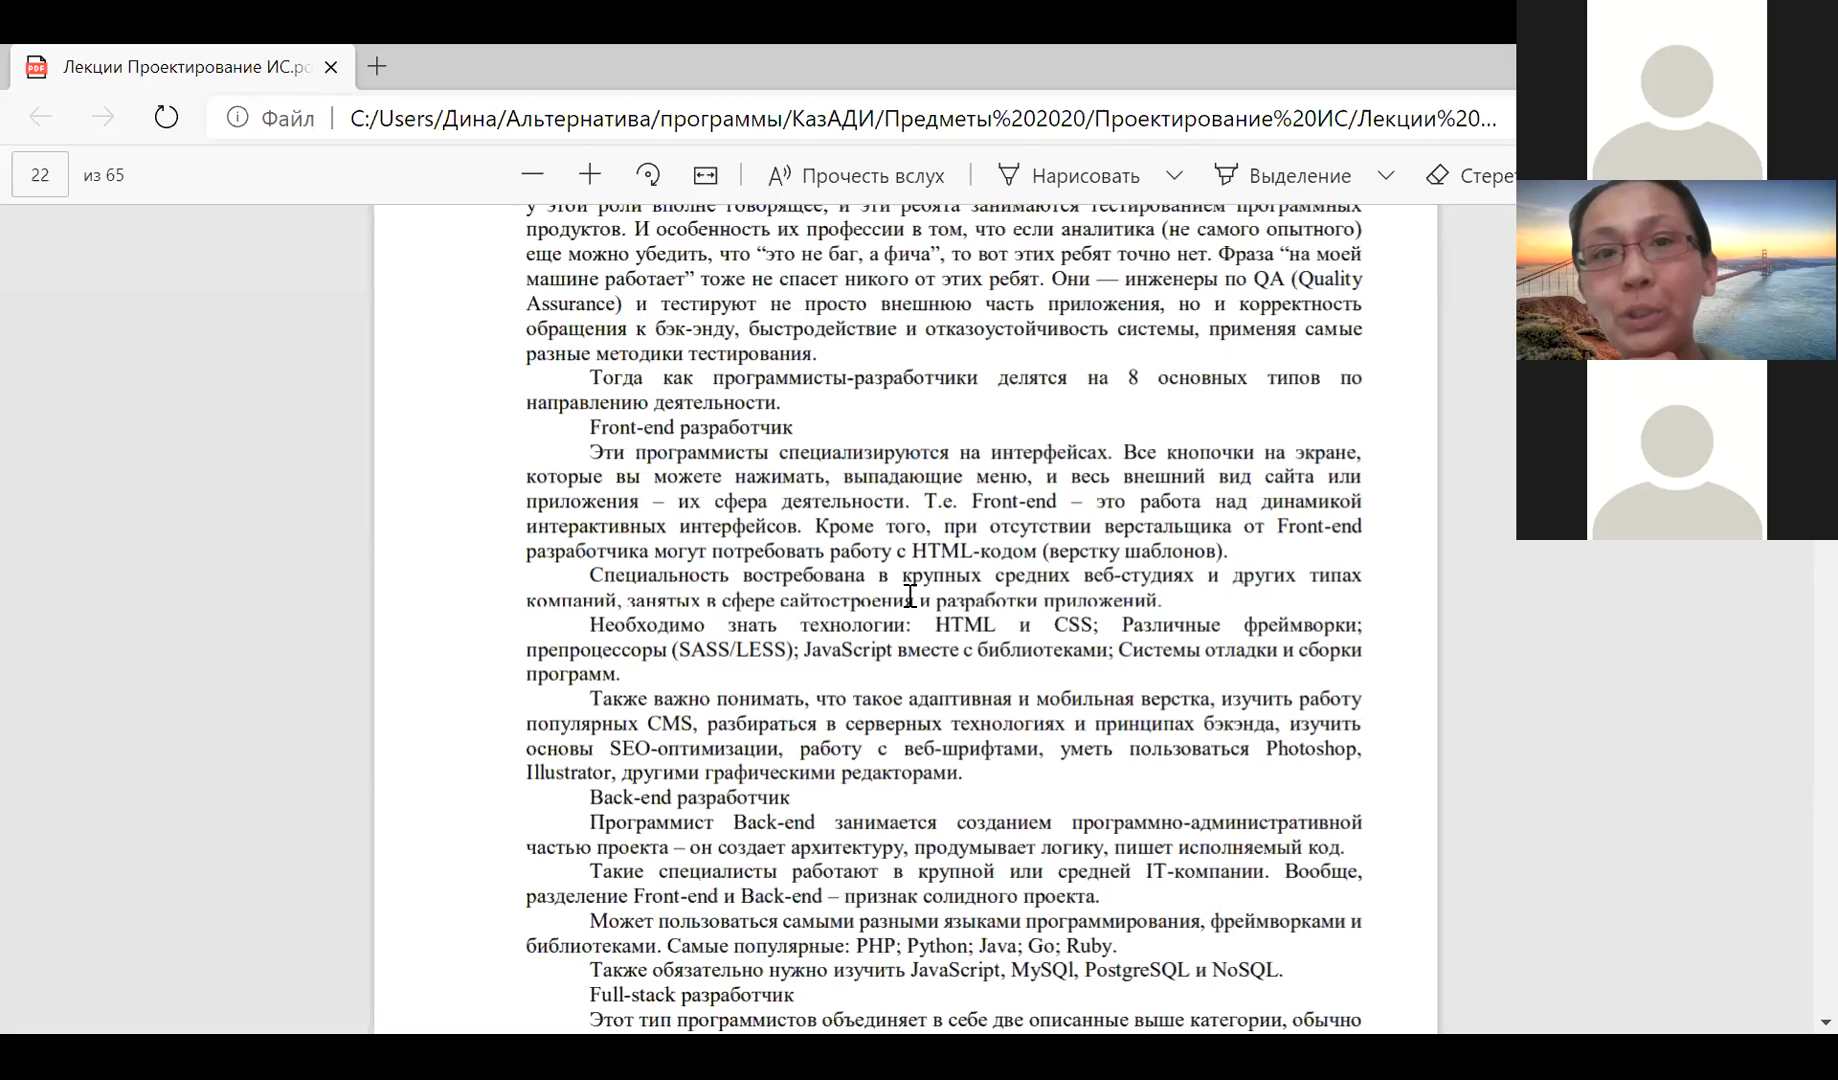 Лекции Проектирование ИС.pd
Файл
C:/Users/Дина/Альтернатива/программы/КазАДИ/Предметы%202020/Проектирование%20ИС/Лекции%20...
22
из 65
Прочесть вслух
Нарисовать
Выделение
Стерет
у этой роли вполне говорящее, и эти ребята занимаются тестированием программных
продуктов. И особенность их профессии в том, что если аналитика (не самого опытного)
еще можно убедить, что “это не баг, а фича”, то вот этих ребят точно нет. Фраза “на моей
машине работает” тоже не спасет никого от этих ребят. Они — инженеры по QA (Quality
Assurance) и тестируют не просто внешнюю часть приложения, но и корректность
обращения к бэк-энду, быстродействие и отказоустойчивость системы, применяя самые
разные методики тестирования.
Тогда как программисты-разработчики делятся на 8 основных типов по
направлению деятельности.
Front-end разработчик
Эти программисты специализируются на интерфейсах. Все кнопочки на экране,
которые вы можете нажимать, выпадающие меню, и весь внешний вид сайта или
приложения – их сфера деятельности. Т.е. Front-end – это работа над динамикой
интерактивных интерфейсов. Кроме того, при отсутствии верстальщика от Front-end
разработчика могут потребовать работу с HTML-кодом (верстку шаблонов).
Специальность востребована в крупных средних веб-студиях и других типах
компаний, занятых в сфере сайтостроения и разработки приложений.
Необходимо знать технологии: HTML и CSS; Различные фреймворки;
препроцессоры (SASS/LESS); JavaScript вместе с библиотеками; Системы отладки и сборки
программ.
Также важно понимать, что такое адаптивная и мобильная верстка, изучить работу
популярных CMS, разбираться в серверных технологиях и принципах бэкэнда, изучить
основы SEO-оптимизации, работу с веб-шрифтами, уметь пользоваться Photoshop,
Illustrator, другими графическими редакторами.
Back-end разработчик
Программист Back-end занимается созданием программно-административной
частью проекта – он создает архитектуру, продумывает логику, пишет исполняемый код.
Такие специалисты работают в крупной или средней IT-компании. Вообще,
разделение Front-end и Back-end – признак солидного проекта.
Может пользоваться самыми разными языками программирования, фреймворками и
библиотеками. Самые популярные: PHP; Python; Java; Go; Ruby.
Также обязательно нужно изучить JavaScript, MySQl, PostgreSQL и NoSQL.
Full-stack разработчик
Этот тип программистов объединяет в себе две описанные выше категории, обычно